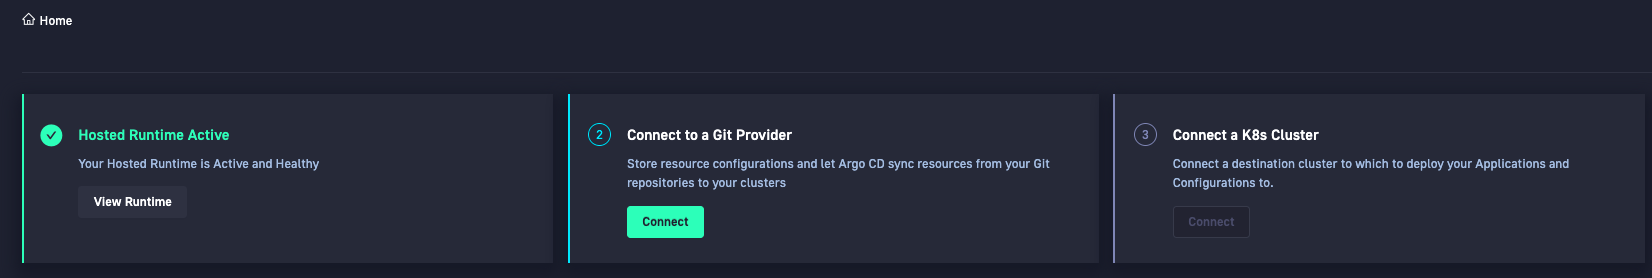 Home
Hosted Runtime Active
Your Hosted Runtime is Active and Healthy
View Runtime
2
Connect to a Git Provider
Store resource configurations and let Argo CD sync resources from your Git
repositories to your clusters
Connect
3
Connect a K8s Cluster
Connect a destination cluster to which to deploy your Applications and
Configurations to.
Connect